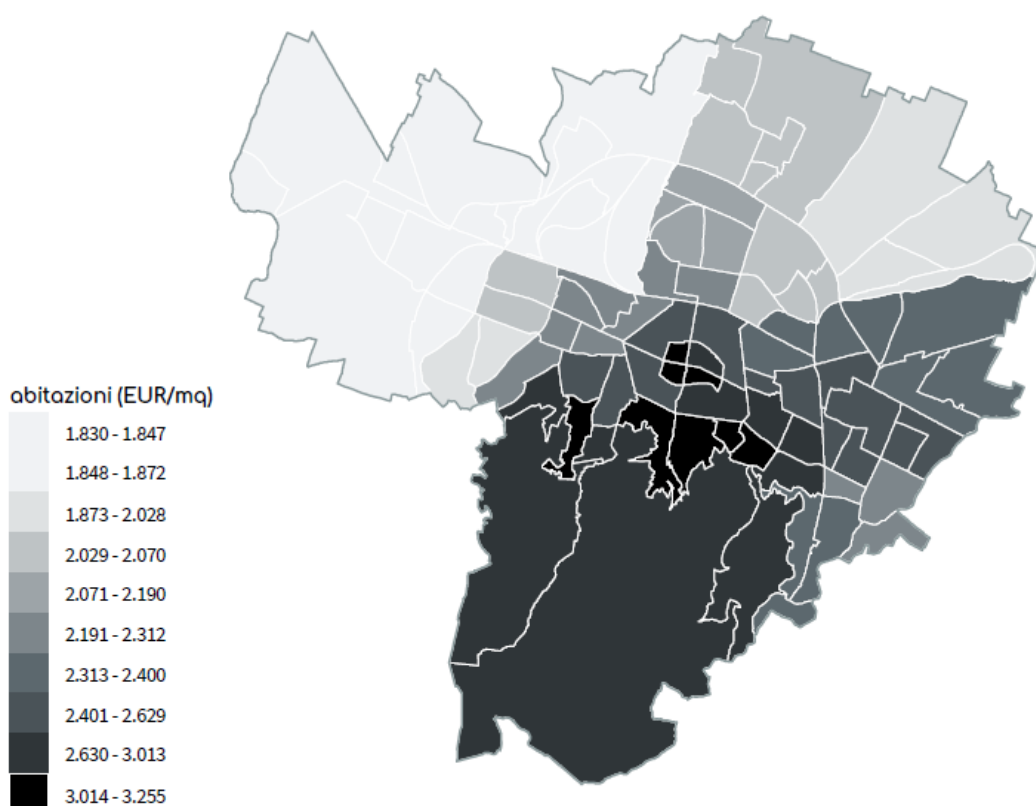 abitazioni (EUR/mq)
1.830 - 1.847
1.848 - 1.872
1.873 - 2.028
2.029 - 2.070
2.071 - 2.190
2.191 - 2.312
2.313 - 2.400
2.401 - 2.629
2.630 - 3.013
3.014 - 3.255